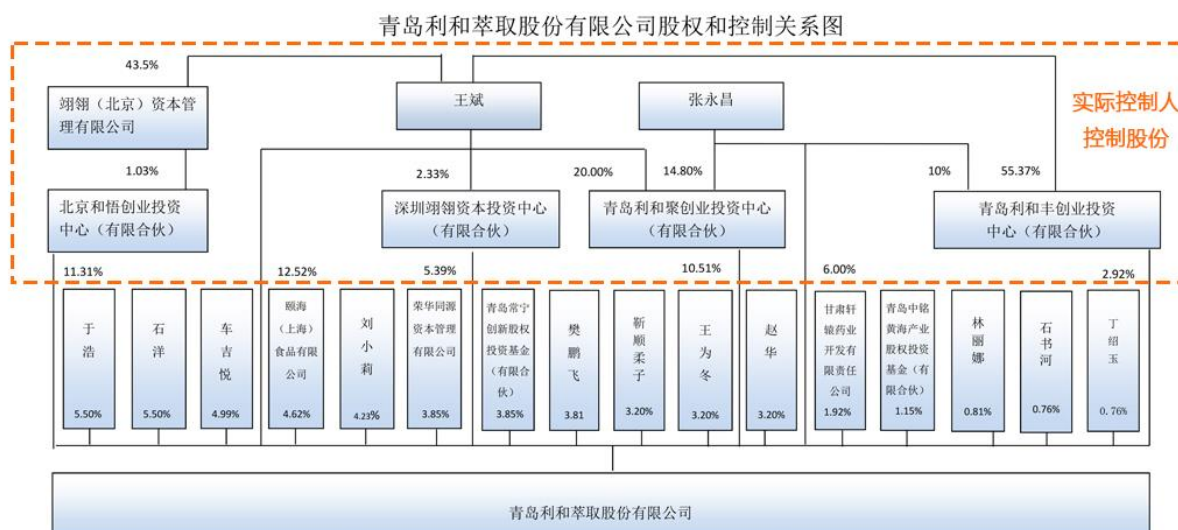 青岛利和萃取股份有限公司股权和控制关系图
43.5%
翊翎（北京）资本管
理有限公司
王斌
张永昌
实际控制人
控制股份
1.03%
2.33%
20.00%
14.80%
10%
55.37%
北京和悟创业投资
中心（有限合伙）
深圳翊翎资本投资中心
（有限合伙）
青岛利和聚创业投资中心
（有限合伙）
青岛利和丰创业投资
中心（有限合伙）
11.31%
12.52%
5.39%
10.51%
6.00%
2.92%
于浩
5.50%
石洋
5.50%
车吉悦
4.99%
颐海
（上海）
食品有限
公司
4.62%
刘小莉
4.23%
荣华同源
资本管理
有限公司
3.85%
青岛常宁
创新股权
投资基金
（有限合
伙）
3.85%
樊鹏飞
3.81
靳顺柔子
3.20%
王为冬
3.20%
赵华
3.20%
甘肃轩
辕药业
开发有
限责任
公司
1.92%
青岛中铭
黄海产业
股权投资
基金（有
限合伙）
1.15%
林丽娜
0.81%
石书河
0.76%
丁绍玉
0.76%
青岛利和萃取股份有限公司